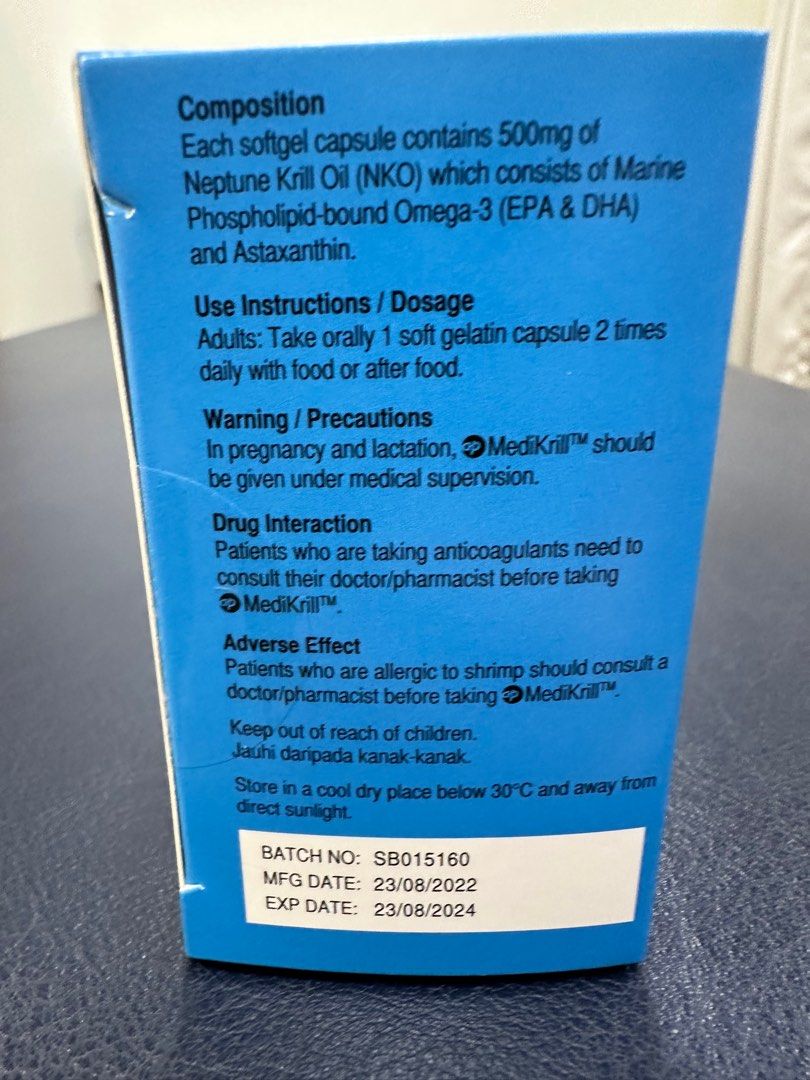 Composition
Each softgel capsule contains 500mg of
Neptune Krill Oil (NKO) which consists of Marine
Phospholipid-bound Omega-3 (EPA & DHA)
and Astaxanthin.
Use Instructions / Dosage
Adults: Take orally 1 soft gelatin capsule 2 times
daily with food or after food.
Warning / Precautions
In pregnancy and lactation, MediKrill™ should
be given under medical supervision.
Drug Interaction
Patients who are taking anticoagulants need to
consult their doctor/pharmacist before taking
MediKrill™.
Adverse Effect
Patients who are allergic to shrimp should consult a
doctor/pharmacist before taking MediKrill™.
Keep out of reach of children.
Jauhi daripada kanak-kanak.
Store in a cool dry place below 30°C and away from
direct sunlight.
BATCH NO: SB015160
MFG DATE: 23/08/2022
EXP DATE: 23/08/2024